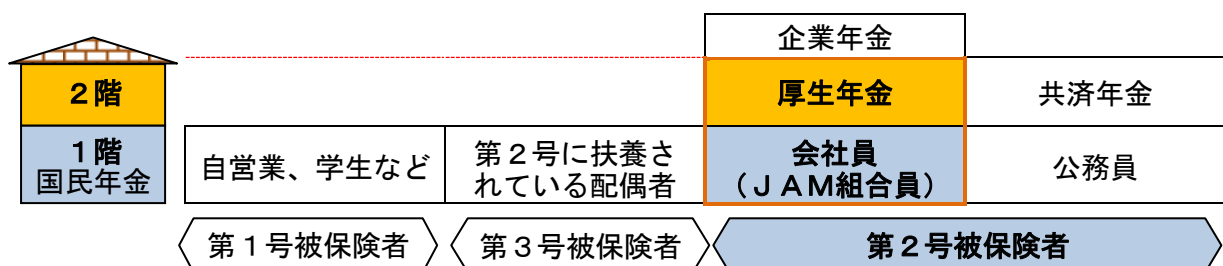 企業年金
２階
厚生年金
共済年金
１階
国民年金
自営業、学生など
第２号に扶養さ
れている配偶者
会社員
（ＪＡＭ組合員）
公務員
第１号被保険者
第３号被保険者
第２号被保険者